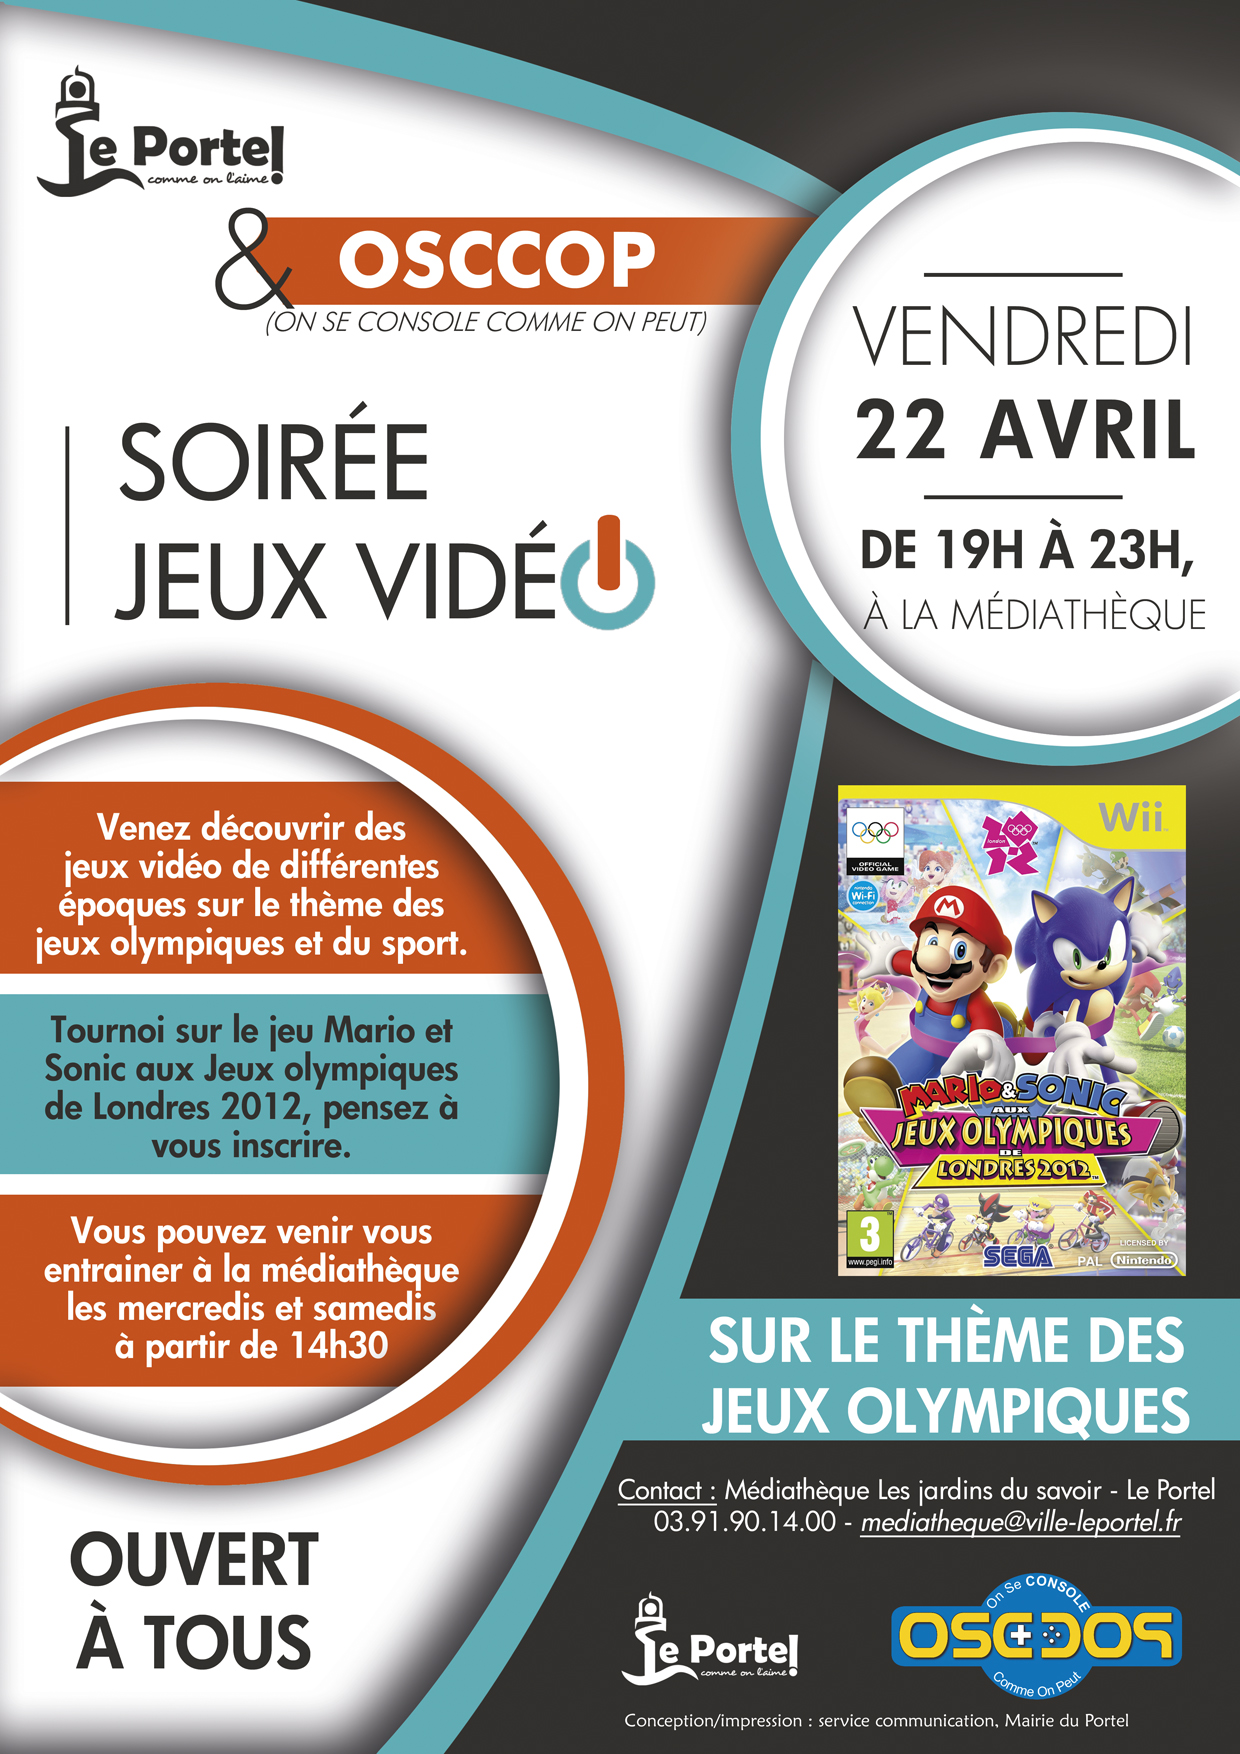 Le Portel
comme on l'aime!
& OSCCOP
(ON SE CONSOLE COMME ON PEUT)
SOIRÉE
JEUX VIDÉO
VENDREDI
22 AVRIL
DE 19H À 23H,
À LA MÉDIATHÈQUE
Venez découvrir des
jeux vidéo de différentes
époques sur le thème des
jeux olympiques et du sport.
Tournoi sur le jeu Mario et
Sonic aux Jeux olympiques
de Londres 2012, pensez à
vous inscrire.
Vous pouvez venir vous
entrainer à la médiathèque
les mercredis et samedis
à partir de 14h30
OUVERT
À TOUS
Wii
OFFICIAL
VIDEO GAME
london
nintendo
Wi-Fi
connection
MARIO & SONIC
AUX
JEUX OLYMPIQUES
DE
LONDRES 2012
TM
3
www.pegi.info
SEGA
PAL
LICENSED BY
Nintendo
SUR LE THÈME DES
JEUX OLYMPIQUES
Contact : Médiathèque Les jardins du savoir - Le Portel
03.91.90.14.00 - mediatheque@ville-leportel.fr
Le Portel
comme on l'aime!
On Se CONSOLE
OSCCOP
Comme On Peut
Conception/impression : service communication, Mairie du Portel